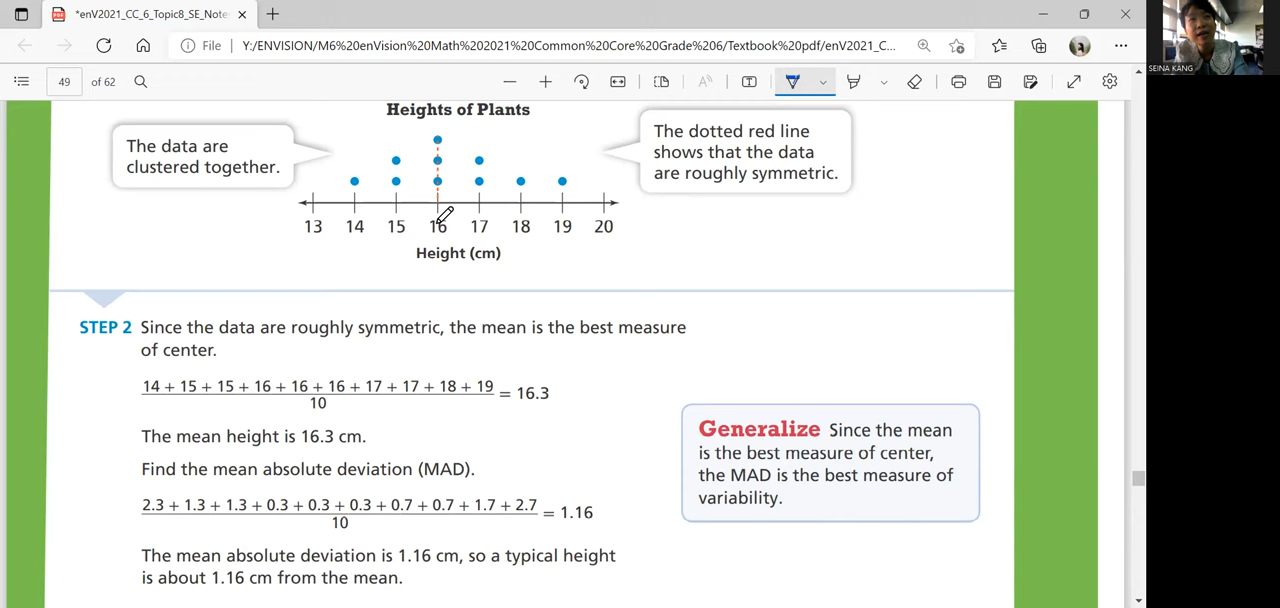 *enV2021_CC_6_Topic8_SE_Note
File
Y:/ENVISION/M6%20enVision%20Math%202021%20Common%20Core%20Grade%206/Textbook%20pdf/enV2021_C...
49
of 62
SEINA KANG
Heights of Plants
The data are
clustered together.
The dotted red line
shows that the data
are roughly symmetric.
13 14 15 16 17 18 19 20
Height (cm)
STEP 2 Since the data are roughly symmetric, the mean is the best measure
of center.
14 + 15 + 15 + 16 + 16 + 16 + 17 + 17 + 18 + 19
10
= 16.3
The mean height is 16.3 cm.
Find the mean absolute deviation (MAD).
2.3 + 1.3 + 1.3 + 0.3 + 0.3 + 0.3 + 0.7 + 0.7 + 1.7 + 2.7
10
= 1.16
The mean absolute deviation is 1.16 cm, so a typical height
is about 1.16 cm from the mean.
Generalize Since the mean
is the best measure of center,
the MAD is the best measure of
variability.